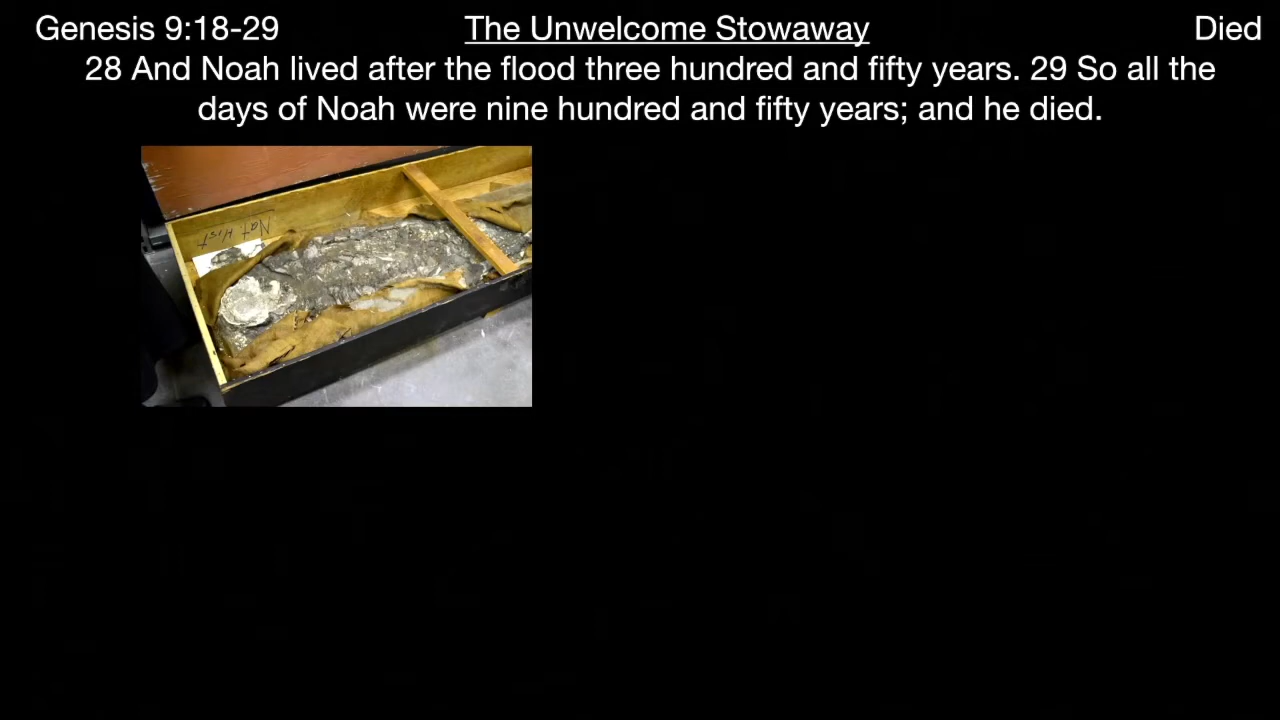 Genesis 9:18-29
The Unwelcome Stowaway
Died
28 And Noah lived after the flood three hundred and fifty years. 29 So all the
days of Noah were nine hundred and fifty years; and he died.
Nat. Hist.